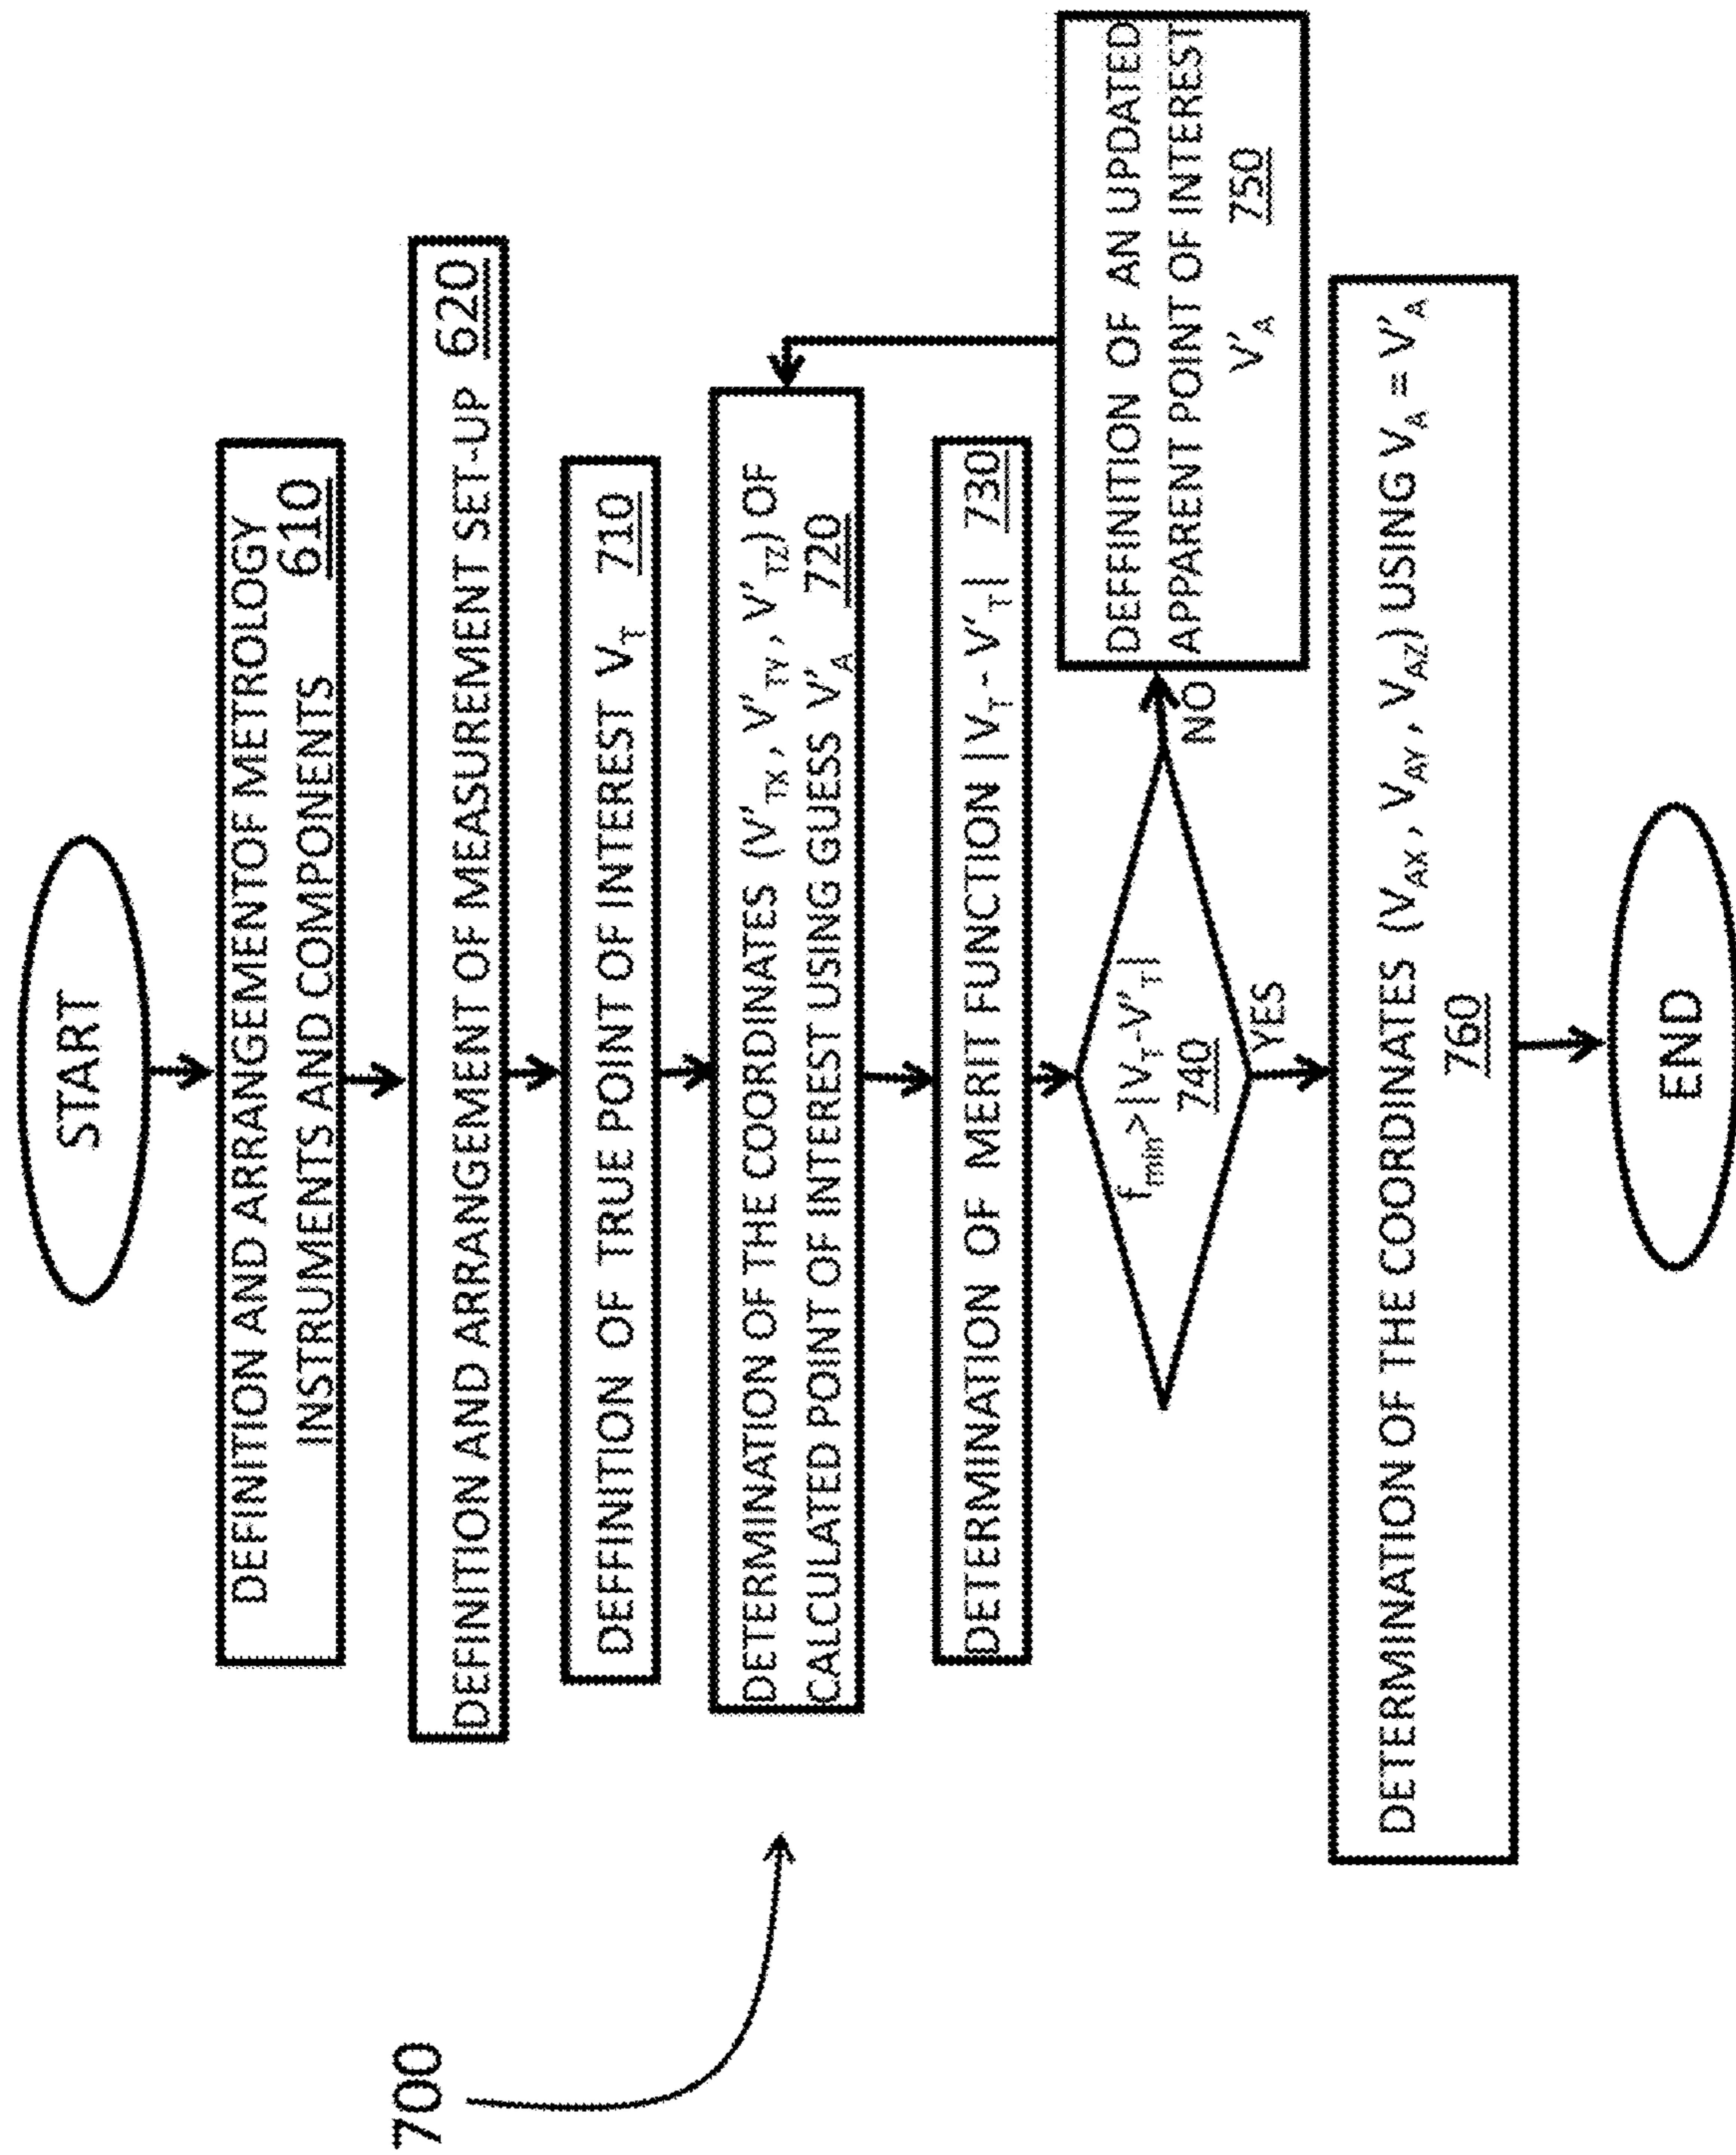 START
DEFINITION AND ARRANGEMENTOF METROLOGY
INSTRUMENTS AND COMPONENTS 610
DEFINITION AND ARRANGEMENT OF MEASUREMENT SET-UP 620
DEFFINITION OF TRUE POINT OF INTEREST V_T 710
DETERMINATION OF THE COORDINATES (V'_TX , V'_TY , V'_TZ) OF
CALCULATED POINT OF INTEREST USING GUESS V'_A 720
DETERMINATION OF MERIT FUNCTION |V_T - V'_T| 730
f_min>|V_T-V'_T|
740
NO
YES
DEFFINITION OF AN UPDATED
APPARENT POINT OF INTEREST
V'_A 750
DETERMINATION OF THE COORDINATES (V_AX , V_AY , V_AZ) USING V_A = V'_A
760
END
700